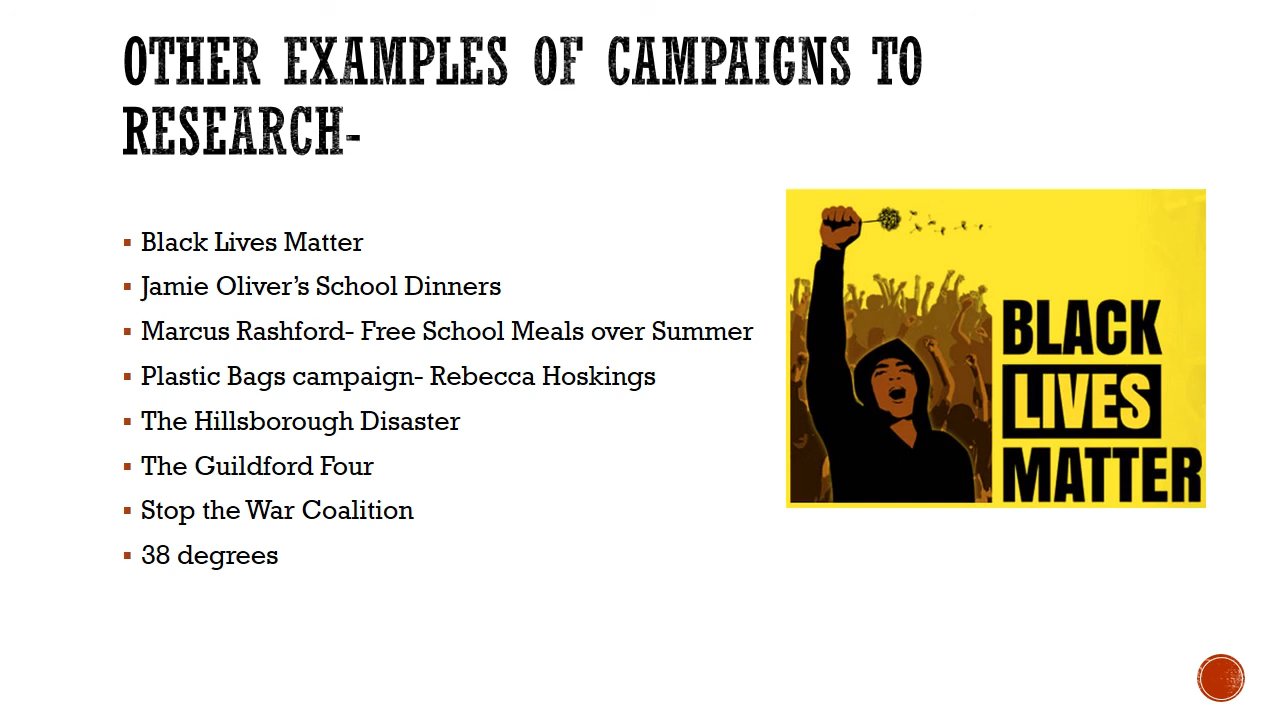 OTHER EXAMPLES OF CAMPAIGNS TO
RESEARCH-
Black Lives Matter
Jamie Oliver's School Dinners
Marcus Rashford- Free School Meals over Summer
Plastic Bags campaign- Rebecca Hoskings
The Hillsborough Disaster
The Guildford Four
Stop the War Coalition
38 degrees
BLACK
LIVES
MATTER